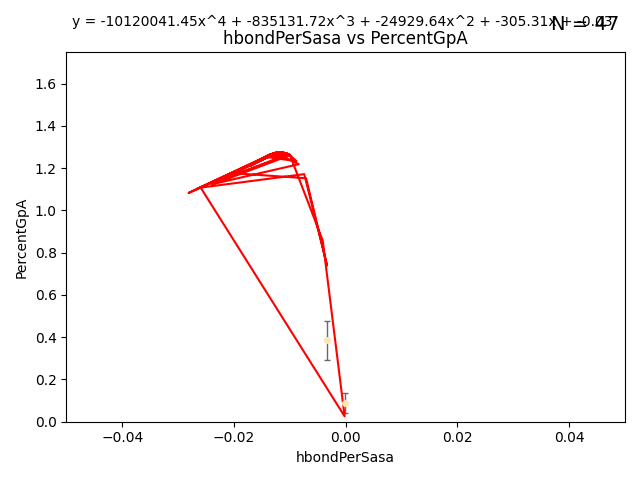 y = -10120041.45x^4 + -835131.72x^3 + -24929.64x^2 + -305.31x + -0.03
N = 47
hbondPerSasa vs PercentGpA
1.6
1.4
1.2
1.0
0.8
0.6
0.4
0.2
0.0
PercentGpA
−0.04 −0.02 0.00 0.02 0.04
hbondPerSasa